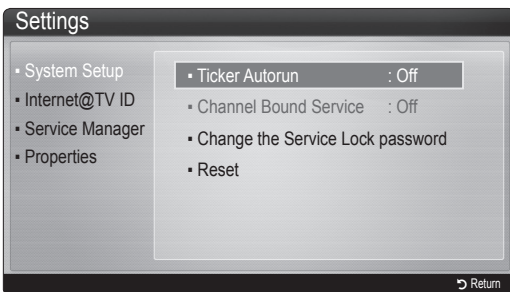 Settings
▪ System Setup
▪ Internet@TV ID
▪ Service Manager
▪ Properties
▪ Ticker Autorun : Off
▪ Channel Bound Service : Off
▪ Change the Service Lock password
▪ Reset
Return